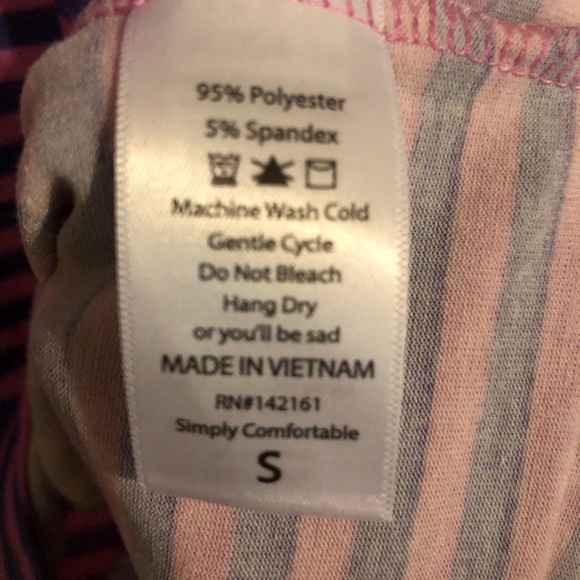 95% Polyester
5% Spandex
Machine Wash Cold
Gentle Cycle
Do Not Bleach
Hang Dry
or you'll be sad
MADE IN VIETNAM
RN#142161
Simply Comfortable
S